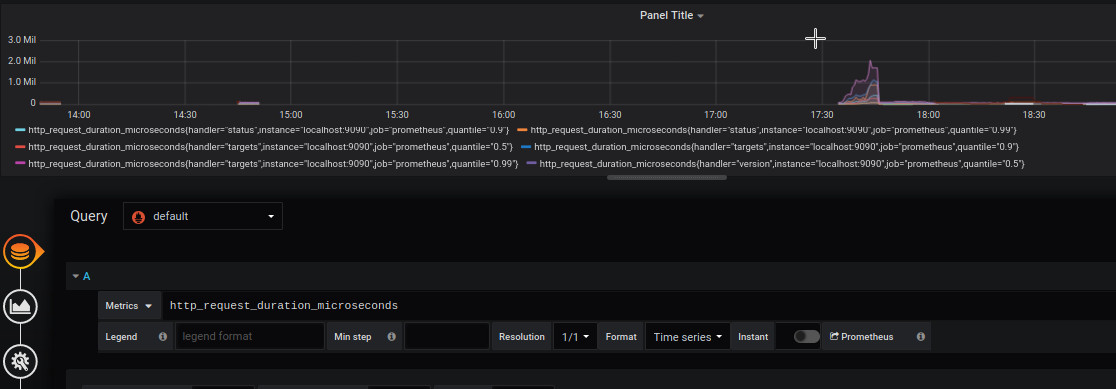 Panel Title
3.0 Mil
2.0 Mil
1.0 Mil
0
14:00 14:30 15:00 15:30 16:00 16:30 17:00 17:30 18:00 18:30
http_request_duration_microseconds{handler="status",instance="localhost:9090",job="prometheus",quantile="0.9"} http_request_duration_microseconds{handler="status",instance="localhost:9090",job="prometheus",quantile="0.99"}
http_request_duration_microseconds{handler="targets",instance="localhost:9090",job="prometheus",quantile="0.5"} http_request_duration_microseconds{handler="targets",instance="localhost:9090",job="prometheus",quantile="0.9"}
http_request_duration_microseconds{handler="targets",instance="localhost:9090",job="prometheus",quantile="0.99"} http_request_duration_microseconds{handler="version",instance="localhost:9090",job="prometheus",quantile="0.5"}
Query default
A
Metrics http_request_duration_microseconds
Legend legend format Min step Resolution 1/1 Format Time series Instant Prometheus